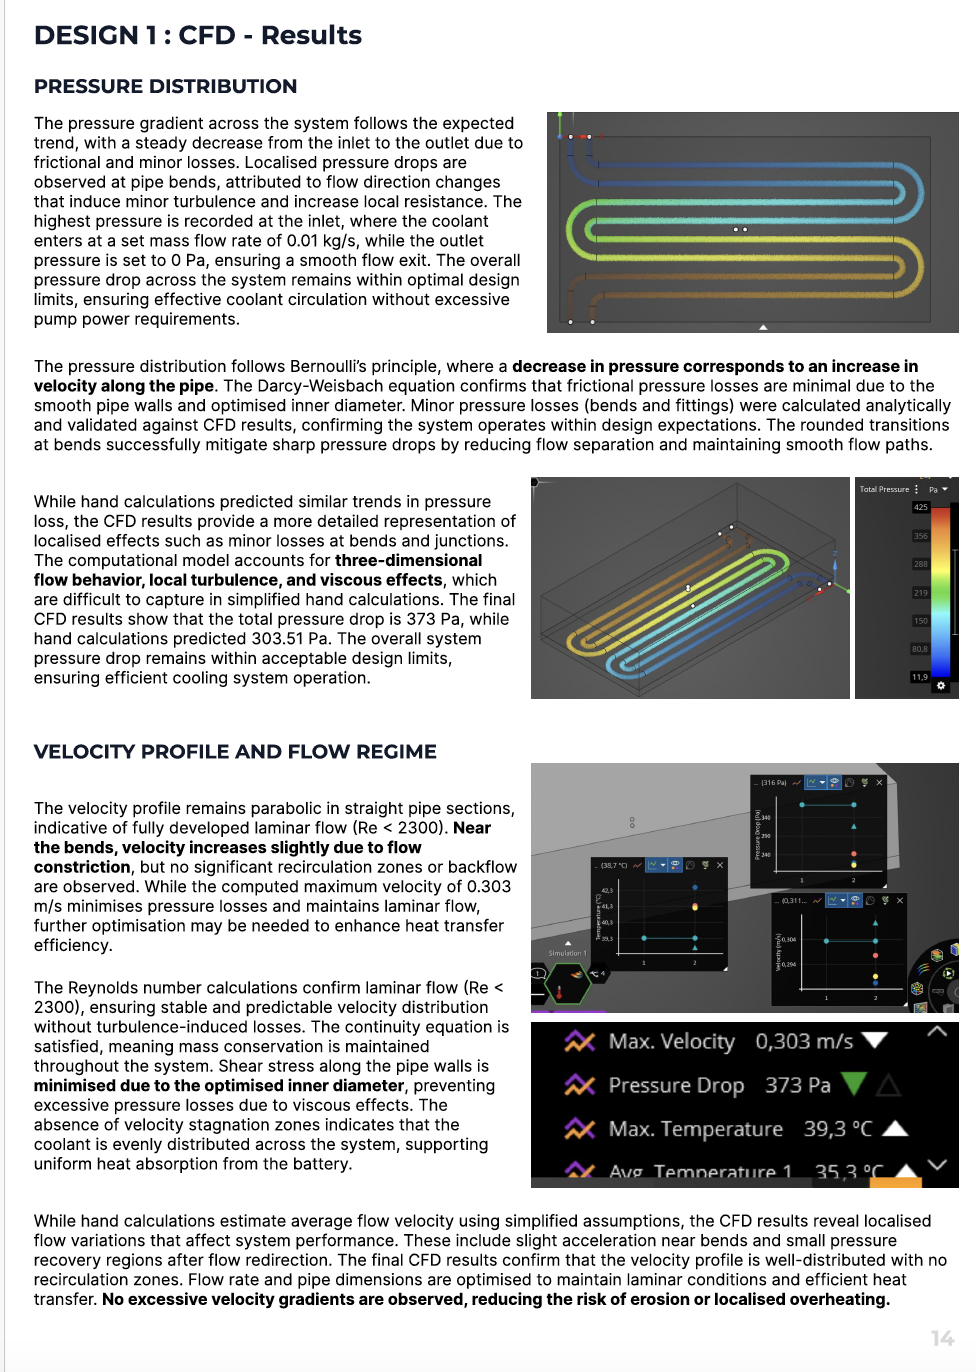 DESIGN 1 : CFD - Results
PRESSURE DISTRIBUTION
The pressure gradient across the system follows the expected
trend, with a steady decrease from the inlet to the outlet due to
frictional and minor losses. Localised pressure drops are
observed at pipe bends, attributed to flow direction changes
that induce minor turbulence and increase local resistance. The
highest pressure is recorded at the inlet, where the coolant
enters at a set mass flow rate of 0.01 kg/s, while the outlet
pressure is set to 0 Pa, ensuring a smooth flow exit. The overall
pressure drop across the system remains within optimal design
limits, ensuring effective coolant circulation without excessive
pump power requirements.
The pressure distribution follows Bernoulli's principle, where a decrease in pressure corresponds to an increase in
velocity along the pipe. The Darcy-Weisbach equation confirms that frictional pressure losses are minimal due to the
smooth pipe walls and optimised inner diameter. Minor pressure losses (bends and fittings) were calculated analytically
and validated against CFD results, confirming the system operates within design expectations. The rounded transitions
at bends successfully mitigate sharp pressure drops by reducing flow separation and maintaining smooth flow paths.
While hand calculations predicted similar trends in pressure
loss, the CFD results provide a more detailed representation of
localised effects such as minor losses at bends and junctions.
The computational model accounts for three-dimensional
flow behavior, local turbulence, and viscous effects, which
are difficult to capture in simplified hand calculations. The final
CFD results show that the total pressure drop is 373 Pa, while
hand calculations predicted 303.51 Pa. The overall system
pressure drop remains within acceptable design limits,
ensuring efficient cooling system operation.
Total Pressure Pa
425
356
288
219
150
80,8
11,9
VELOCITY PROFILE AND FLOW REGIME
The velocity profile remains parabolic in straight pipe sections,
indicative of fully developed laminar flow (Re < 2300). Near
the bends, velocity increases slightly due to flow
constriction, but no significant recirculation zones or backflow
are observed. While the computed maximum velocity of 0.303
m/s minimises pressure losses and maintains laminar flow,
further optimisation may be needed to enhance heat transfer
efficiency.
The Reynolds number calculations confirm laminar flow (Re <
2300), ensuring stable and predictable velocity distribution
without turbulence-induced losses. The continuity equation is
satisfied, meaning mass conservation is maintained
throughout the system. Shear stress along the pipe walls is
minimised due to the optimised inner diameter, preventing
excessive pressure losses due to viscous effects. The
absence of velocity stagnation zones indicates that the
coolant is evenly distributed across the system, supporting
uniform heat absorption from the battery.
... (316 Pa)
Pressure Drop (Pa)
340
290
240
1 2
... (38,7 °C)
Temperature (°C)
42,3
41,3
40,3
39,3
1 2
... (0,311...
Velocity (m/s)
0,304
0,294
1 2
Simulation 1
1
4
Max. Velocity 0,303 m/s
Pressure Drop 373 Pa
Max. Temperature 39,3 °C
Avg. Temperature 1 35,3 °C
While hand calculations estimate average flow velocity using simplified assumptions, the CFD results reveal localised
flow variations that affect system performance. These include slight acceleration near bends and small pressure
recovery regions after flow redirection. The final CFD results confirm that the velocity profile is well-distributed with no
recirculation zones. Flow rate and pipe dimensions are optimised to maintain laminar conditions and efficient heat
transfer. No excessive velocity gradients are observed, reducing the risk of erosion or localised overheating.
14